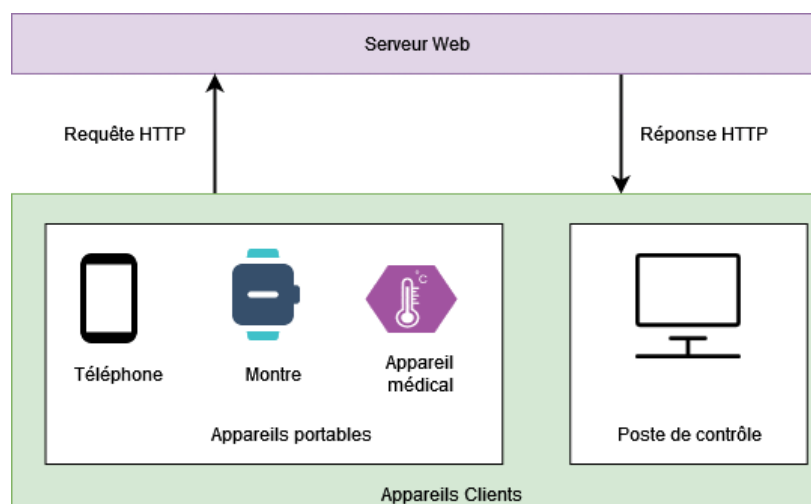 Serveur Web
Requête HTTP
Réponse HTTP
°C
Téléphone
Montre
Appareil
médical
Appareils portables
Poste de contrôle
Appareils Clients